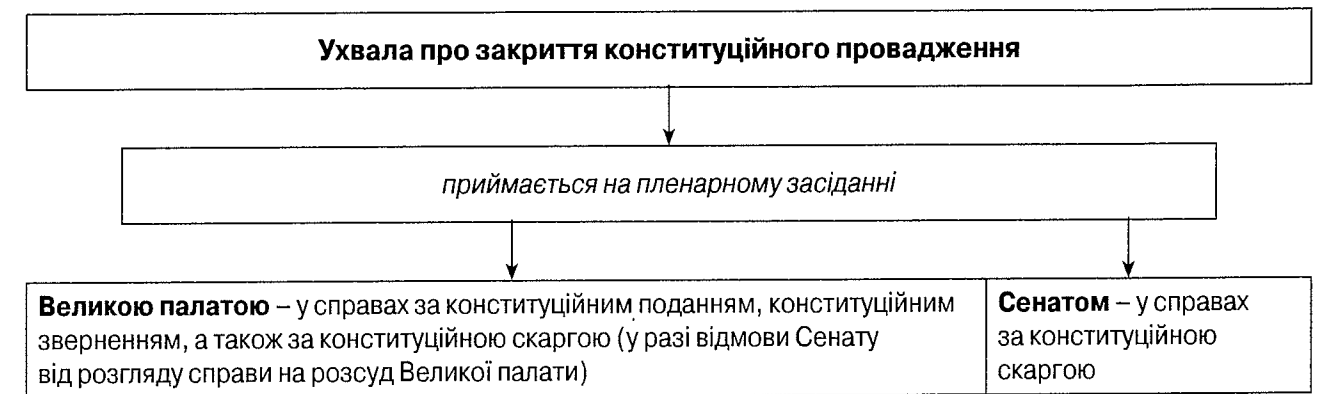 Ухвала про закриття конституційного провадження
приймається на пленарному засіданні
Великою палатою – у справах за конституційним поданням, конституційним
зверненням, а також за конституційною скаргою (у разі відмови Сенату
від розгляду справи на розсуд Великої палати)
Сенатом – у справах
за конституційною
скаргою